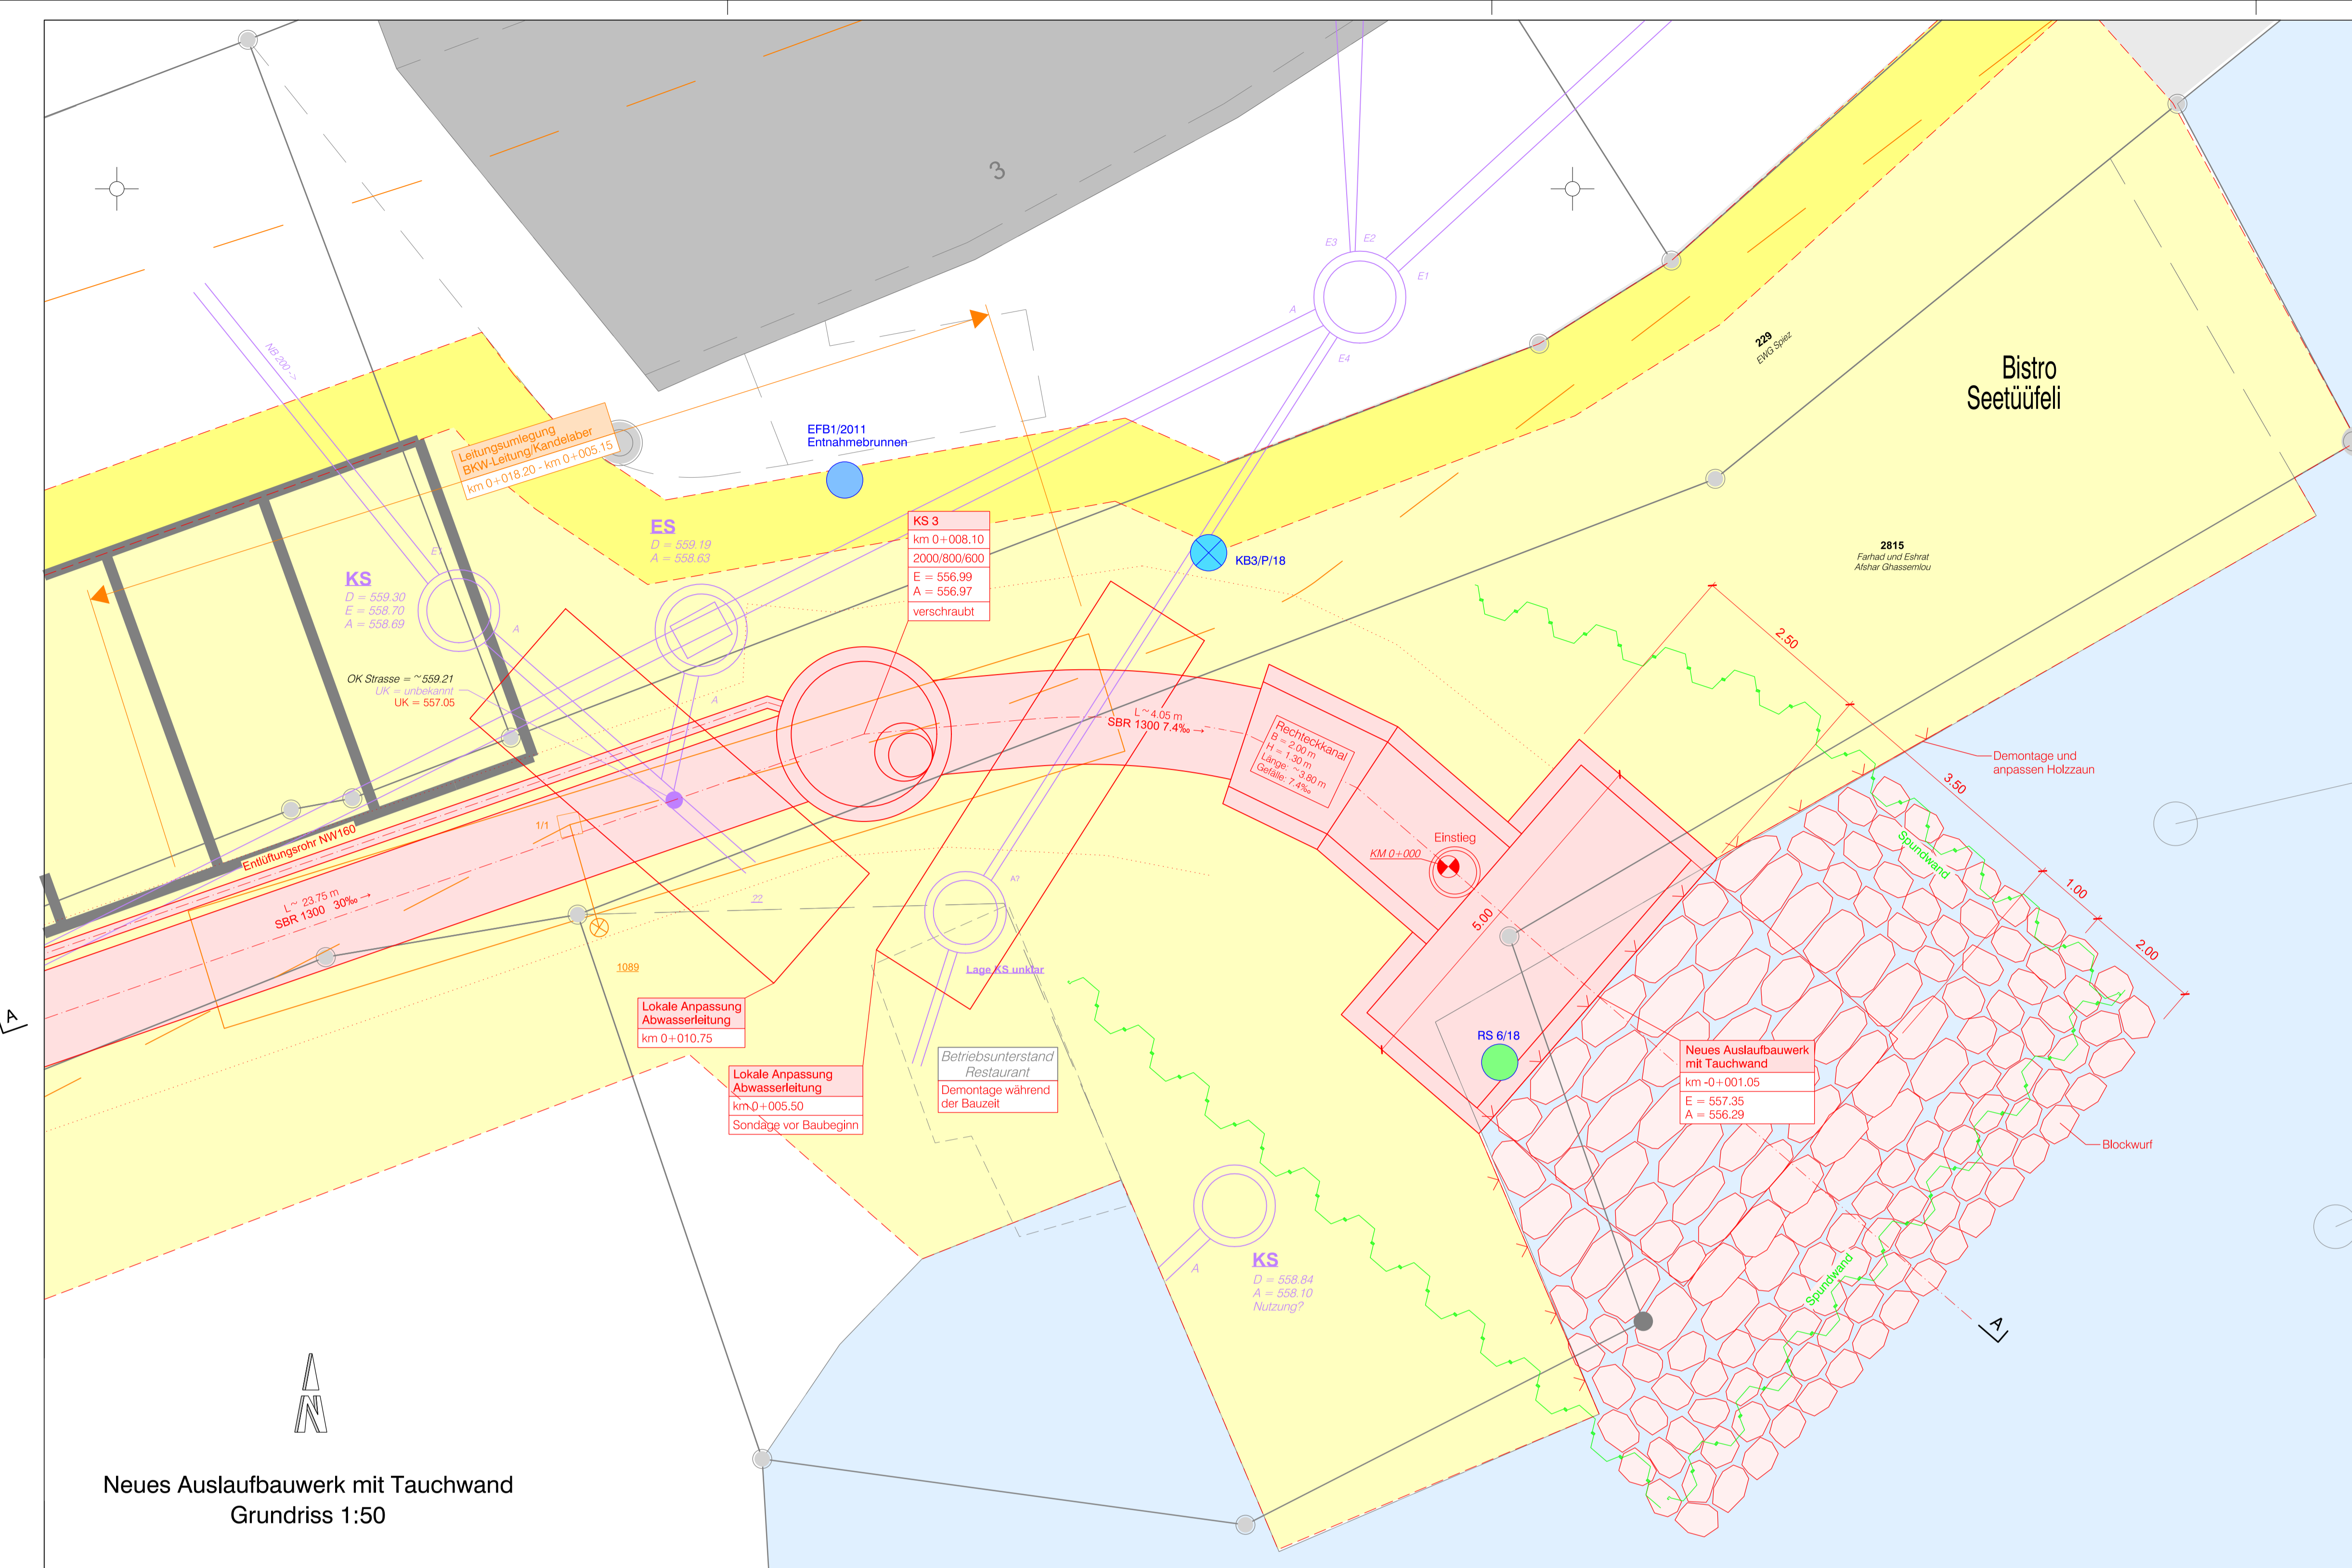 3
E3
E2
E1
A
E4
NB 200 ->
229
EWG Spiez
Bistro
Seetüüfeli
Leitungsumlegung
BKW-Leitung/Kandelaber
km 0+018.20 - km 0+005.15
EFB1/2011
Entnahmebrunnen
KS 3
km 0+008.10
2000/800/600
E = 556.99
A = 556.97
verschraubt
ES
D = 559.19
A = 558.63
KB3/P/18
2815
Farhad und Eshrat
Afshar Ghassemlou
KS
D = 559.30
E = 558.70
A = 558.69
A
OK Strasse = ~559.21
UK = unbekannt
UK = 557.05
A
2.50
L~4.05 m
SBR 1300 7.4‰ →
Rechteckkanal
B = 2.00 m
H = 1.30 m
Länge: ~3.80 m
Gefälle: 7.4‰
Demontage und
anpassen Holzzaun
3.50
1/1
Entlüftungsrohr NW160
Einstieg
KM 0+000
Spundwand
A?
1.00
L~ 23.75 m
SBR 1300 30‰ →
??
5.00
2.00
1089
Lage KS unklar
A
Lokale Anpassung
Abwasserleitung
km 0+010.75
RS 6/18
Neues Auslaufbauwerk
mit Tauchwand
km -0+001.05
E = 557.35
A = 556.29
Betriebsunterstand
Restaurant
Demontage während
der Bauzeit
Lokale Anpassung
Abwasserleitung
km 0+005.50
Sondage vor Baubeginn
Blockwurf
KS
D = 558.84
A = 558.10
Nutzung?
A
Spundwand
A
N
Neues Auslaufbauwerk mit Tauchwand
Grundriss 1:50